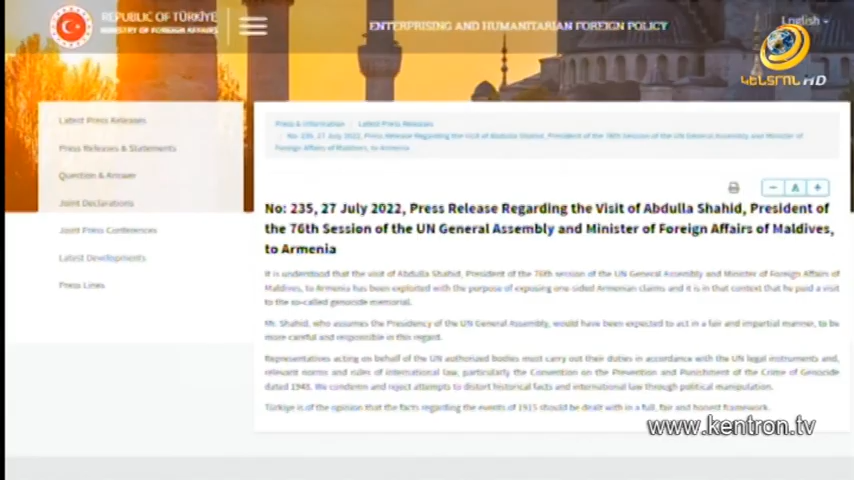 REPUBLIC OF TÜRKİYE
MINISTRY OF FOREIGN AFFAIRS
ENTERPRISING AND HUMANITARIAN FOREIGN POLICY
English
ԿԵՆՏՐՈՆ HD
Latest Press Releases
Press Releases & Statements
Question & Answer
Joint Declarations
Joint Press Conferences
Latest Developments
Press Lines
Press & Information Latest Press Releases
No: 235, 27 July 2022, Press Release Regarding the Visit of Abdulla Shahid, President of the 76th Session of the UN General Assembly and Minister of
Foreign Affairs of Maldives, to Armenia
− A +
No: 235, 27 July 2022, Press Release Regarding the Visit of Abdulla Shahid, President of
the 76th Session of the UN General Assembly and Minister of Foreign Affairs of Maldives,
to Armenia
It is understood that the visit of Abdulla Shahid, President of the 76th session of the UN General Assembly and Minister of Foreign Affairs of
Maldives, to Armenia has been exploited with the purpose of exposing one-sided Armenian claims and it is in that context that he paid a visit
to the so-called genocide memorial.
Mr. Shahid, who assumes the Presidency of the UN General Assembly, would have been expected to act in a fair and impartial manner, to be
more careful and responsible in this regard.
Representatives acting on behalf of the UN authorized bodies must carry out their duties in accordance with the UN legal instruments and,
relevant norms and rules of international law, particularly the Convention on the Prevention and Punishment of the Crime of Genocide
dated 1948. We condemn and reject attempts to distort historical facts and international law through political manipulation.
Türkiye is of the opinion that the facts regarding the events of 1915 should be dealt with in a full, fair and honest framework.
www.kentron.tv